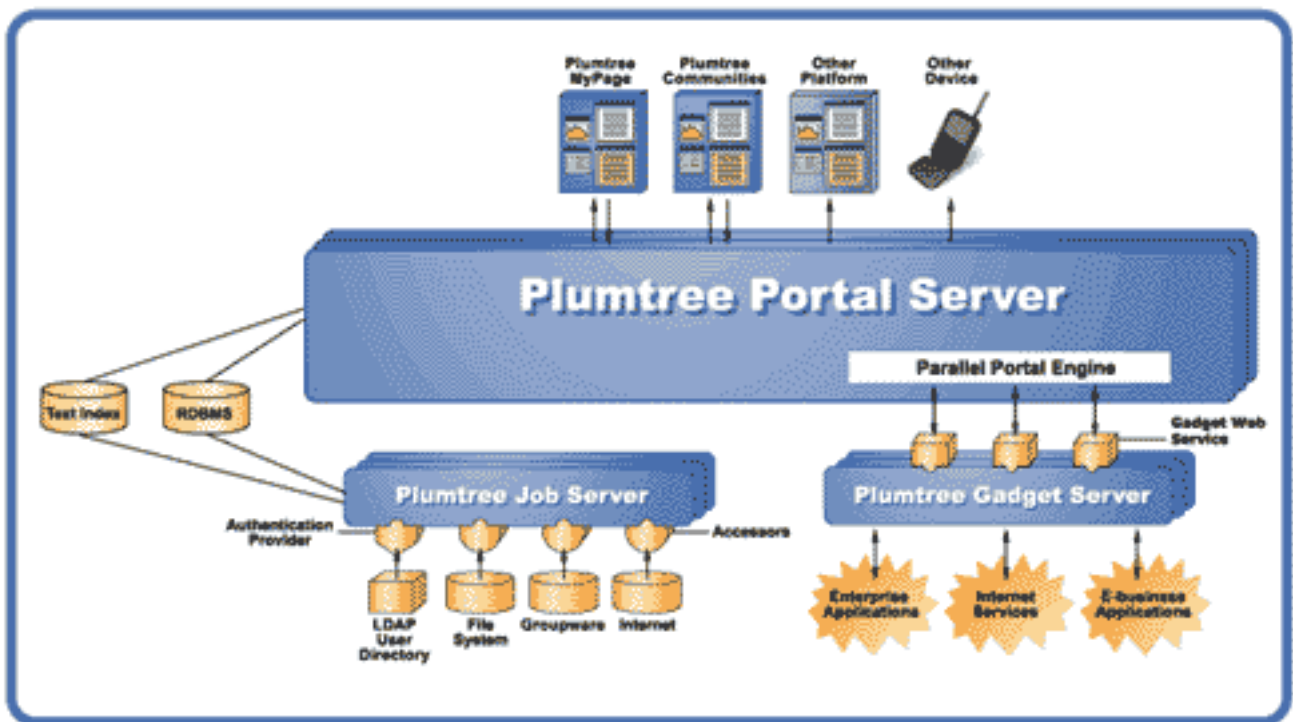 Plumtree
MyPage
Plumtree
Communities
Other
Platform
Other
Device
Plumtree Portal Server
Parallel Portal Engine
Text Index
RDBMS
Gadget Web
Service
Plumtree Job Server
Plumtree Gadget Server
Authentication
Provider
Accessors
LDAP
User
Directory
File
System
Groupware
Internet
Enterprise
Applications
Internet
Services
E-business
Applications